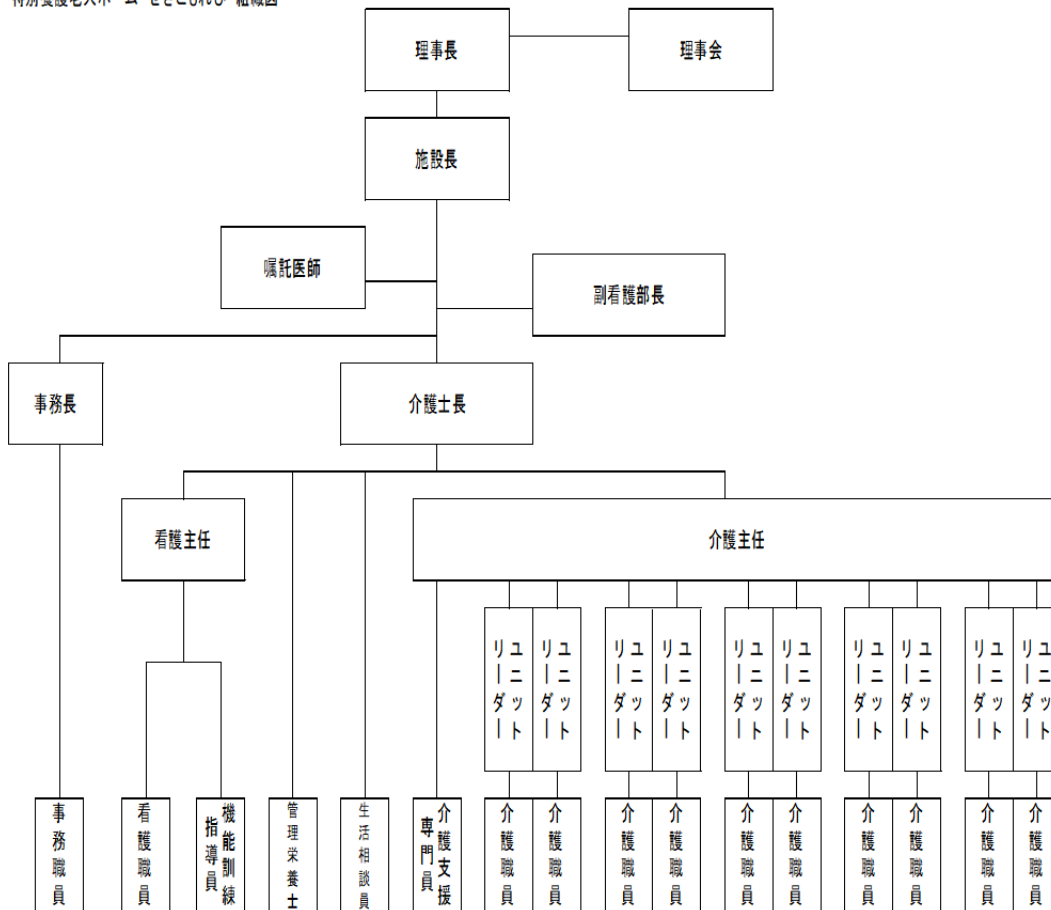 理事長
理事会
施設長
嘱託医師
副看護部長
事務長
介護士長
看護主任
介護主任
ユニットリーダー
ユニットリーダー
ユニットリーダー
ユニットリーダー
ユニットリーダー
ユニットリーダー
ユニットリーダー
ユニットリーダー
ユニットリーダー
ユニットリーダー
事務職員
看護職員
機能訓練
指導員
管理栄養士
生活相談員
介護支援
専門員
介護職員
介護職員
介護職員
介護職員
介護職員
介護職員
介護職員
介護職員
介護職員
介護職員